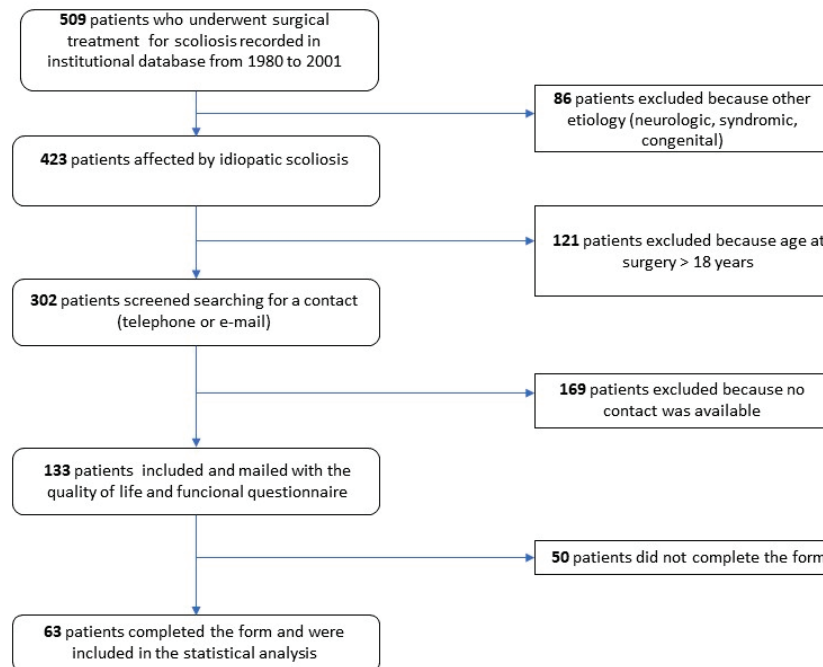 509 patients who underwent surgical
treatment for scoliosis recorded in
institutional database from 1980 to 2001
86 patients excluded because other
etiology (neurologic, syndromic,
congenital)
423 patients affected by idiopatic scoliosis
121 patients excluded because age at
surgery > 18 years
302 patients screened searching for a contact
(telephone or e-mail)
169 patients excluded because no
contact was available
133 patients included and mailed with the
quality of life and funcional questionnaire
50 patients did not complete the form
63 patients completed the form and were
included in the statistical analysis